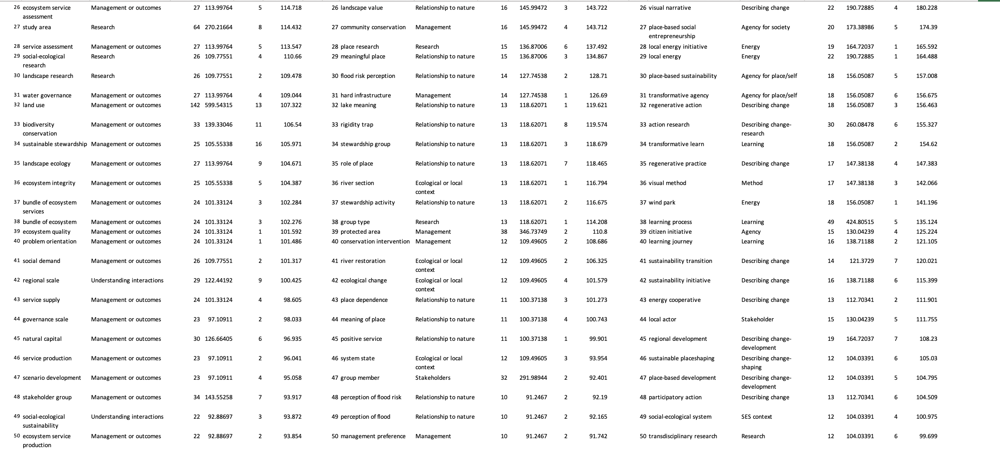 26 ecosystem service Management or outcomes 27 113.99764 5 114.718 26 landscape value Relationship to nature 16 145.99472 3 143.722 26 visual narrative Describing change 22 190.72885 4 180.228
assessment
27 study area Research 64 270.21664 8 114.432 27 community conservation Management 16 145.99472 4 143.712 27 place-based social Agency for society 20 173.38986 5 174.39
entrepreneurship
28 service assessment Management or outcomes 27 113.99764 5 113.547 28 place research Research 15 136.87006 6 137.492 28 local energy initiative Energy 19 164.72037 1 165.592
29 social-ecological Research 26 109.77551 4 110.66 29 meaningful place Relationship to nature 15 136.87006 3 134.867 29 local energy Energy 22 190.72885 1 164.488
research
30 landscape research Research 26 109.77551 2 109.478 30 flood risk perception Relationship to nature 14 127.74538 2 128.71 30 place-based sustainability Agency for place/self 18 156.05087 5 157.008
31 water governance Management or outcomes 27 113.99764 4 109.044 31 hard infrastructure Management 14 127.74538 1 126.69 31 transformative agency Agency for place/self 18 156.05087 6 156.675
32 land use Management or outcomes 142 599.54315 13 107.322 32 lake meaning Relationship to nature 13 118.62071 1 119.621 32 regenerative action Describing change 18 156.05087 3 156.463
33 biodiversity Management or outcomes 33 139.33046 11 106.54 33 rigidity trap Relationship to nature 13 118.62071 8 119.574 33 action research Describing change- 30 260.08478 6 155.327
conservation research
34 sustainable stewardship Management or outcomes 25 105.55338 16 105.971 34 stewardship group Relationship to nature 13 118.62071 3 118.679 34 transformative learn Learning 18 156.05087 2 154.62
35 landscape ecology Management or outcomes 27 113.99764 9 104.671 35 role of place Relationship to nature 13 118.62071 7 118.465 35 regenerative practice Describing change 17 147.38138 4 147.383
36 ecosystem integrity Management or outcomes 25 105.55338 5 104.387 36 river section Ecological or local 13 118.62071 1 116.794 36 visual method Method 17 147.38138 3 142.066
context
37 bundle of ecosystem Management or outcomes 24 101.33124 3 102.284 37 stewardship activity Relationship to nature 13 118.62071 2 116.675 37 wind park Energy 18 156.05087 1 141.196
services
38 bundle of ecosystem Management or outcomes 24 101.33124 3 102.276 38 group type Research 13 118.62071 1 114.208 38 learning process Learning 49 424.80515 5 135.124
39 ecosystem quality Management or outcomes 24 101.33124 1 101.592 39 protected area Management 38 346.73749 2 110.8 39 citizen initiative Agency 15 130.04239 4 125.224
40 problem orientation Management or outcomes 24 101.33124 1 101.486 40 conservation intervention Management 12 109.49605 2 108.686 40 learning journey Learning 16 138.71188 2 121.105
41 social demand Management or outcomes 26 109.77551 2 101.317 41 river restoration Ecological or local 12 109.49605 2 106.325 41 sustainability transition Describing change 14 121.3729 7 120.021
context
42 regional scale Understanding interactions 29 122.44192 9 100.425 42 ecological change Ecological or local 12 109.49605 4 101.579 42 sustainability initiative Describing change 16 138.71188 6 115.399
context
43 service supply Management or outcomes 24 101.33124 4 98.605 43 place dependence Relationship to nature 11 100.37138 3 101.273 43 energy cooperative Describing change 13 112.70341 2 111.901
44 governance scale Management or outcomes 23 97.10911 2 98.033 44 meaning of place Relationship to nature 11 100.37138 4 100.743 44 local actor Stakeholder 15 130.04239 5 111.755
45 natural capital Management or outcomes 30 126.66405 6 96.935 45 positive service Relationship to nature 11 100.37138 1 99.901 45 regional development Describing change- 19 164.72037 7 108.23
development
46 service production Management or outcomes 23 97.10911 2 96.041 46 system state Ecological or local 12 109.49605 3 93.954 46 sustainable placeshaping Describing change- 12 104.03391 6 105.03
context shaping
47 scenario development Management or outcomes 23 97.10911 4 95.058 47 group member Stakeholders 32 291.98944 2 92.401 47 place-based development Describing change- 12 104.03391 5 104.795
development
48 stakeholder group Management or outcomes 34 143.55258 7 93.917 48 perception of flood risk Relationship to nature 10 91.2467 2 92.19 48 participatory action Describing change 13 112.70341 6 104.509
49 social-ecological Understanding interactions 22 92.88697 3 93.872 49 perception of flood Relationship to nature 10 91.2467 2 92.165 49 social-ecological system SES context 12 104.03391 4 100.975
sustainability
50 ecosystem service Management or outcomes 22 92.88697 2 93.854 50 management preference Management 10 91.2467 2 91.742 50 transdisciplinary research Research 12 104.03391 6 99.699
production